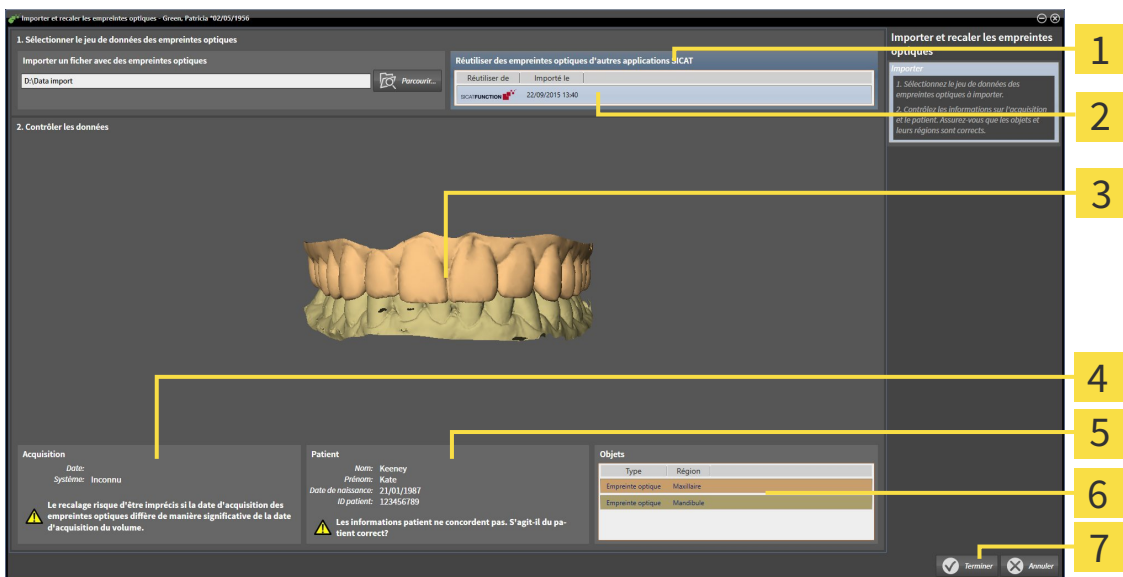 Importer et recaler les empreintes optiques - Green, Patricia *02/05/1956
1. Sélectionner le jeu de données des empreintes optiques
Importer un ficher avec des empreintes optiques
D:\Data import
Parcourir...
Réutiliser des empreintes optiques d'autres applications SICAT
Réutiliser de Importé le
SICATFUNCTION 22/09/2015 13:40
Importer et recaler les empreintes
optiques
Importer
1. Sélectionnez le jeu de données des
empreintes optiques à importer.
2. Contrôlez les informations sur l'acquisition
et le patient. Assurez-vous que les objets et
leurs régions sont corrects.
1
2
2. Contrôler les données
3
4
5
6
7
Acquisition
Date:
Système: Inconnu
Le recalage risque d'être imprécis si la date d'acquisition des
empreintes optiques diffère de manière significative de la date
d'acquisition du volume.
Patient
Nom: Keeney
Prénom: Kate
Date de naissance: 21/01/1987
ID patient: 123456789
Les informations patient ne concordent pas. S'agit-il du pa-
tient correct?
Objets
Type Région
Empreinte optique Maxillaire
Empreinte optique Mandibule
Terminer
Annuler